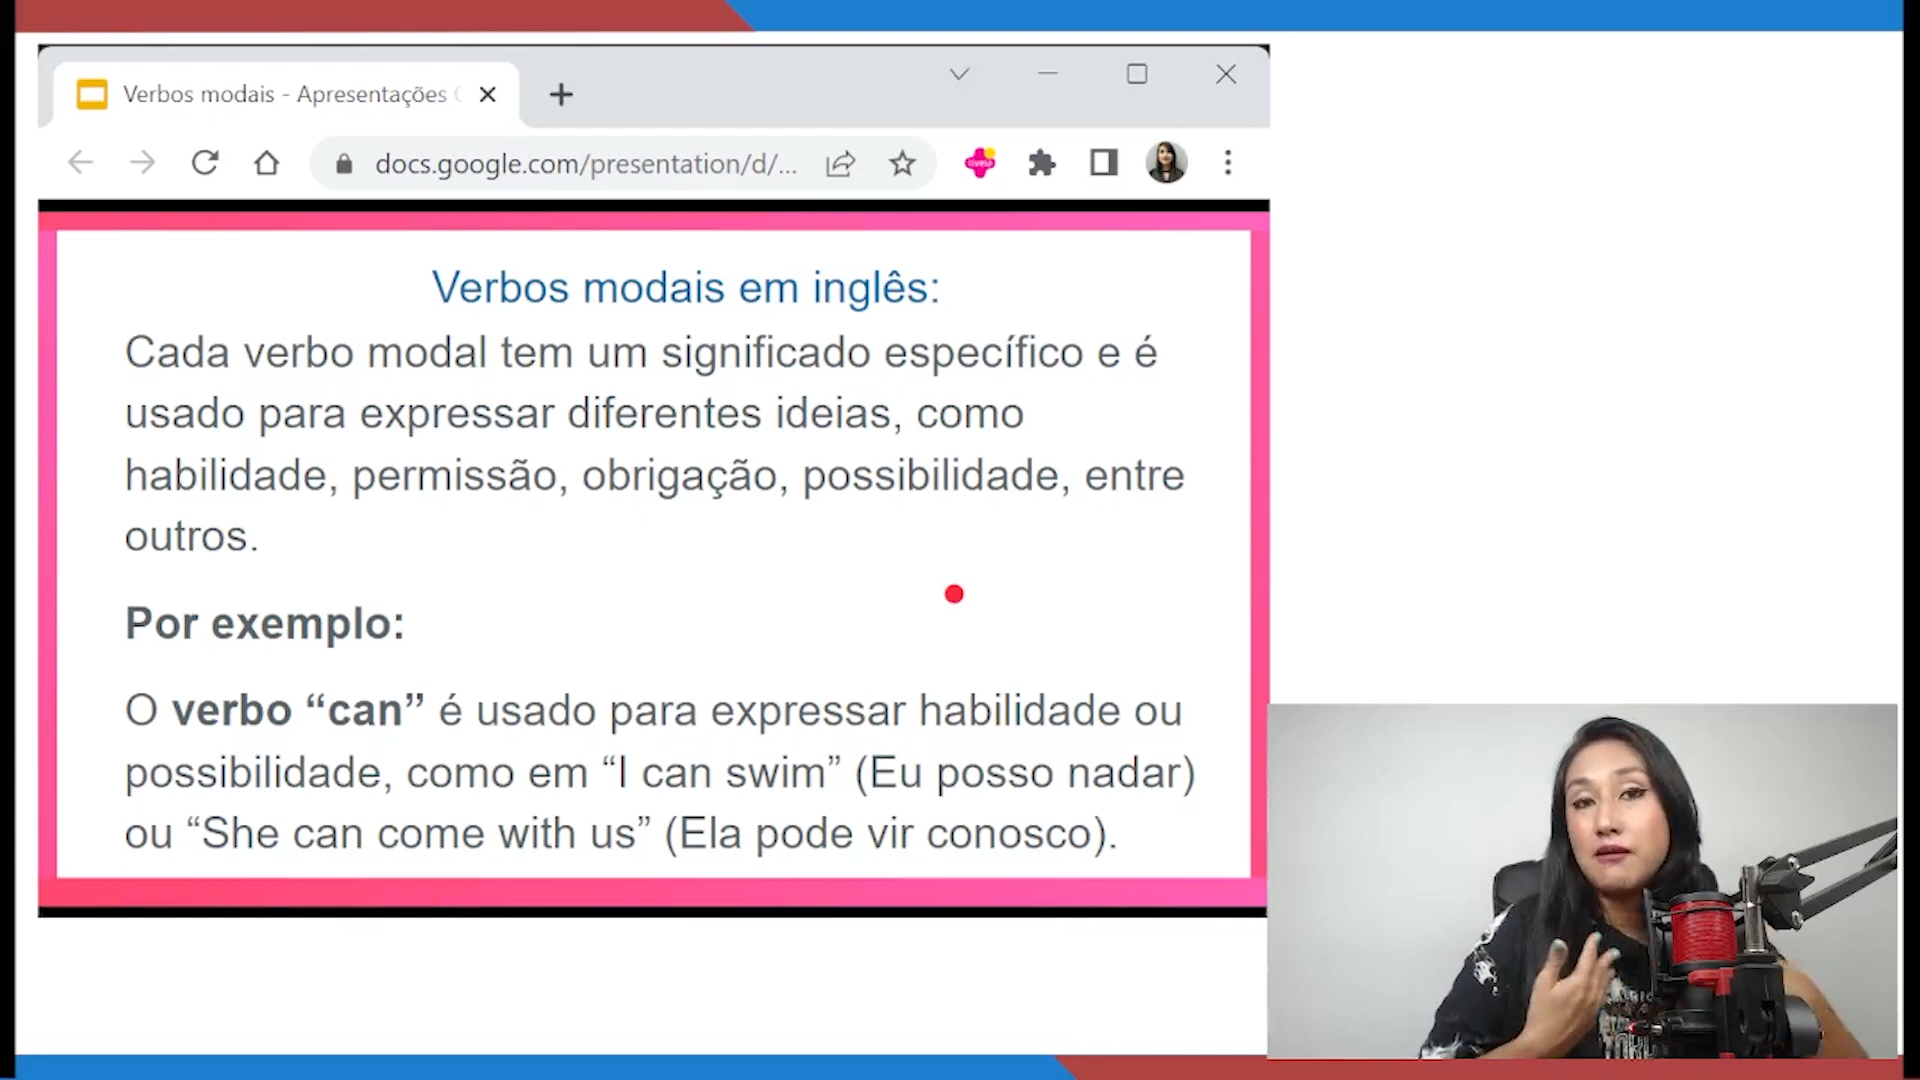 Verbos modais - Apresentações
docs.google.com/presentation/d/...
Verbos modais em inglês:
Cada verbo modal tem um significado específico e é
usado para expressar diferentes ideias, como
habilidade, permissão, obrigação, possibilidade, entre
outros.
Por exemplo:
O verbo “can” é usado para expressar habilidade ou
possibilidade, como em “I can swim” (Eu posso nadar)
ou “She can come with us” (Ela pode vir conosco).